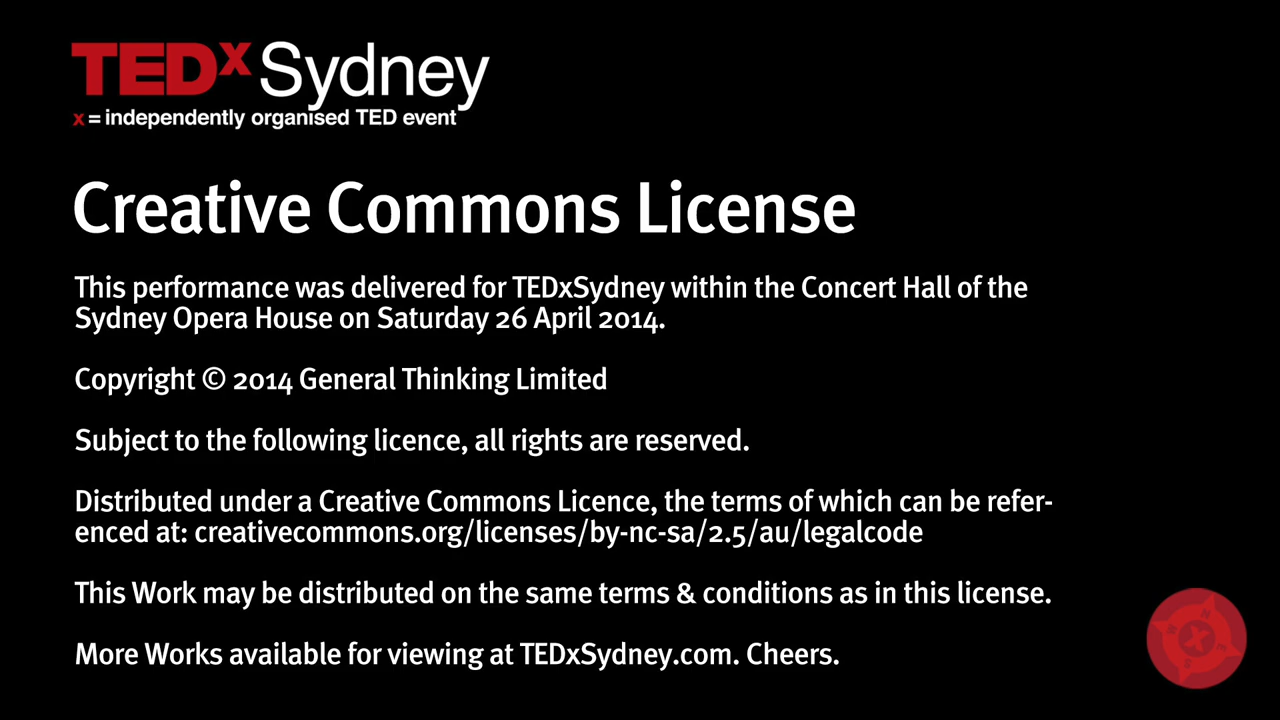 TEDx Sydney
x = independently organised TED event
Creative Commons License
This performance was delivered for TEDxSydney within the Concert Hall of the
Sydney Opera House on Saturday 26 April 2014.
Copyright © 2014 General Thinking Limited
Subject to the following licence, all rights are reserved.
Distributed under a Creative Commons Licence, the terms of which can be refer-
enced at: creativecommons.org/licenses/by-nc-sa/2.5/au/legalcode
This Work may be distributed on the same terms & conditions as in this license.
More Works available for viewing at TEDxSydney.com. Cheers.